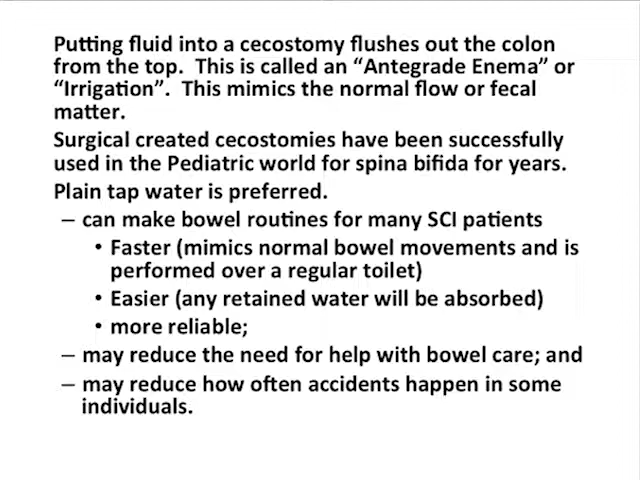 Putting fluid into a cecostomy flushes out the colon
from the top.  This is called an “Antegrade Enema” or
“Irrigation”.  This mimics the normal flow or fecal
matter.
Surgical created cecostomies have been successfully
used in the Pediatric world for spina bifida for years.
Plain tap water is preferred.
– can make bowel routines for many SCI patients
• Faster (mimics normal bowel movements and is
performed over a regular toilet)
• Easier (any retained water will be absorbed)
• more reliable;
– may reduce the need for help with bowel care; and
– may reduce how often accidents happen in some
individuals.